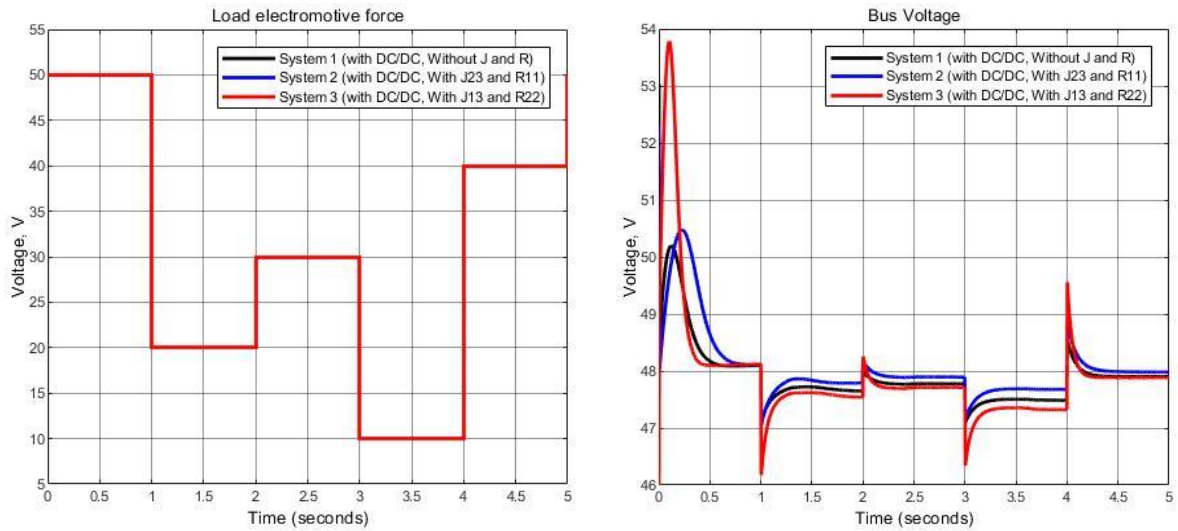 Load electromotive force
55
50
45
40
35
30
25
20
15
10
5
Voltage, V
System 1 (with DC/DC, Without J and R)
System 2 (with DC/DC, With J23 and R11)
System 3 (with DC/DC, With J13 and R22)
0 0.5 1 1.5 2 2.5 3 3.5 4 4.5 5
Time (seconds)
Bus Voltage
54
53
52
51
50
49
48
47
46
Voltage, V
System 1 (with DC/DC, Without J and R)
System 2 (with DC/DC, With J23 and R11)
System 3 (with DC/DC, With J13 and R22)
0 0.5 1 1.5 2 2.5 3 3.5 4 4.5 5
Time (seconds)